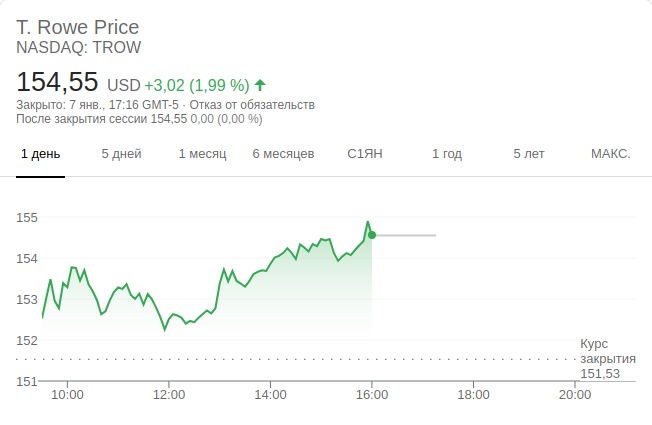 T. Rowe Price
NASDAQ: TROW
154,55 USD +3,02 (1,99 %)
Закрыто: 7 янв., 17:16 GMT-5 · Отказ от обязательств
После закрытия сессии 154,55 0,00 (0,00 %)
1 день 5 дней 1 месяц 6 месяцев С1ЯН 1 год 5 лет МАКС.
155
154
153
152
Курс
закрытия
151,53
151
10:00 12:00 14:00 16:00 18:00 20:00